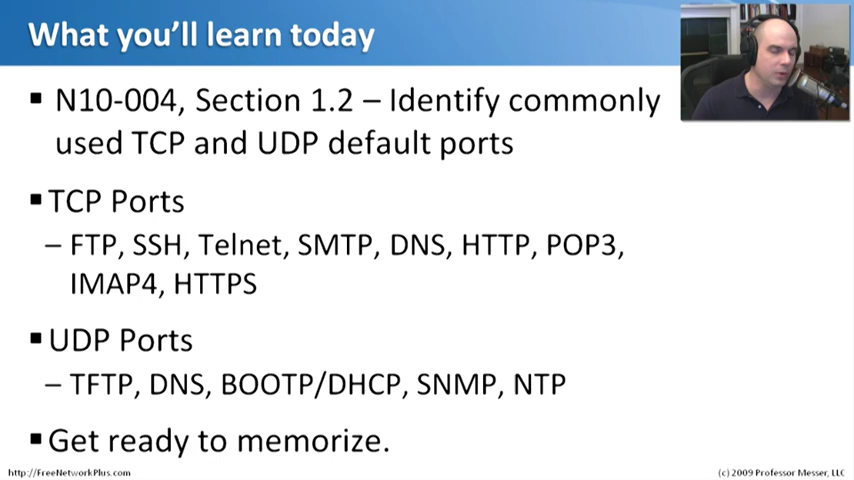 What you'll learn today
▪ N10-004, Section 1.2 – Identify commonly
used TCP and UDP default ports
▪ TCP Ports
– FTP, SSH, Telnet, SMTP, DNS, HTTP, POP3,
IMAP4, HTTPS
▪ UDP Ports
– TFTP, DNS, BOOTP/DHCP, SNMP, NTP
▪ Get ready to memorize.
http://FreeNetworkPlus.com
(c) 2009 Professor Messer, LLC